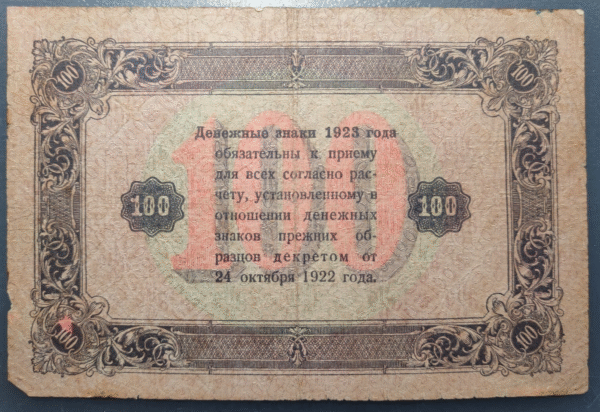 100 100
100
Денежные знаки 1923 года
обязательны к приему
для всех согласно рас-
чету, установленному в
отношении денежных
знаков прежних об-
разцов декретом от
24 октября 1922 года.
100 100
100 100